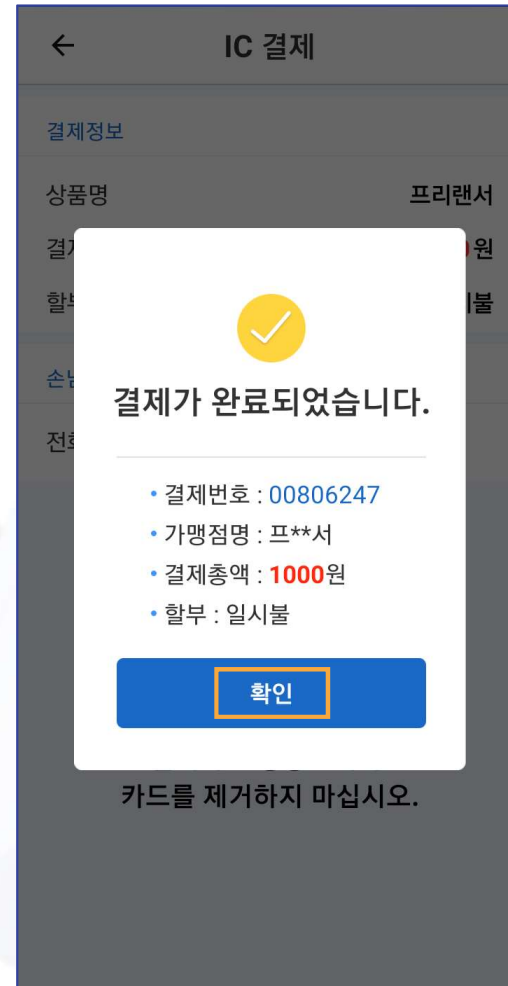 IC 결제
결제정보
상품명 프리랜서
원
손
결제가 완료되었습니다.
• 결제번호 : 00806247
• 가맹점명 : 프**서
• 결제총액 : 1000원
• 할부 : 일시불
확인
카드를 제거하지 마십시오.